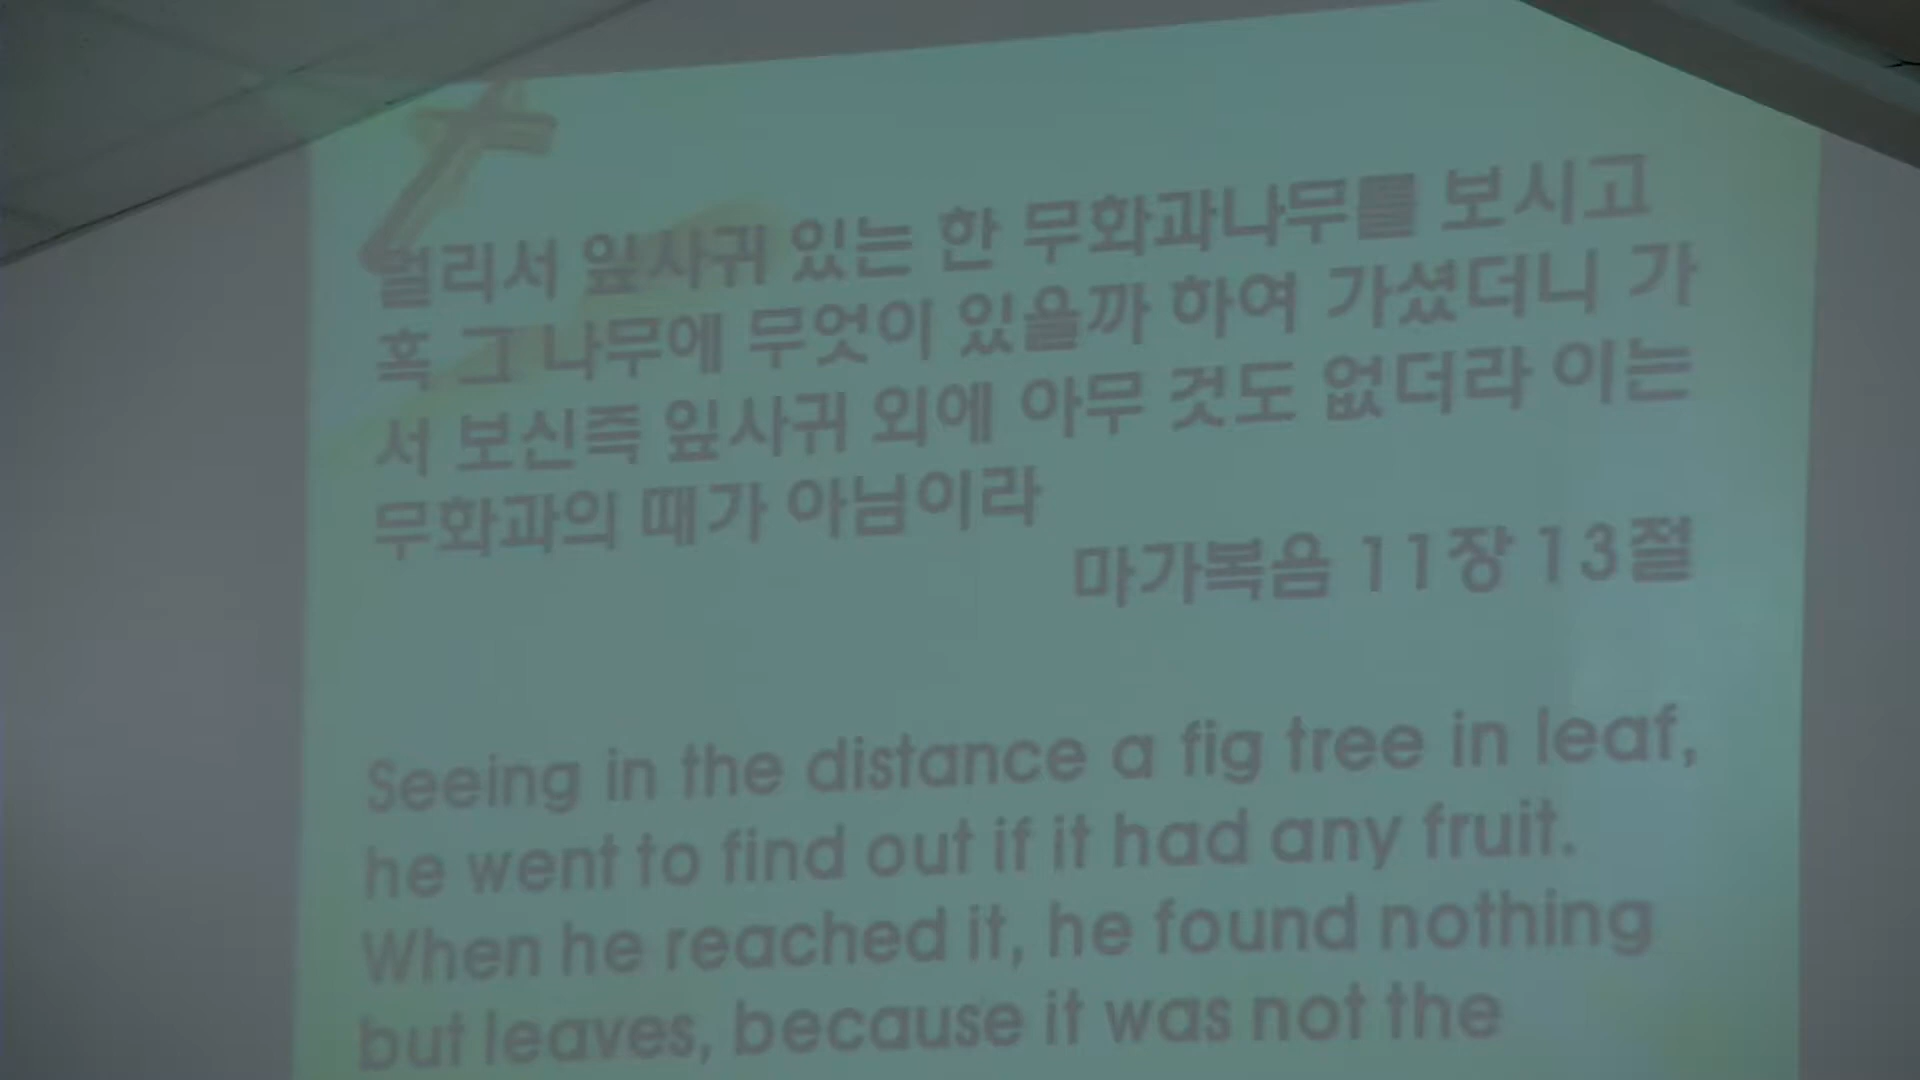 멀리서 잎사귀 있는 한 무화과나무를 보시고
혹 그 나무에 무엇이 있을까 하여 가셨더니 가
서 보신즉 잎사귀 외에 아무 것도 없더라 이는
무화과의 때가 아님이라
마가복음 11장 13절
Seeing in the distance a fig tree in leaf,
he went to find out if it had any fruit.
When he reached it, he found nothing
but leaves, because it was not the